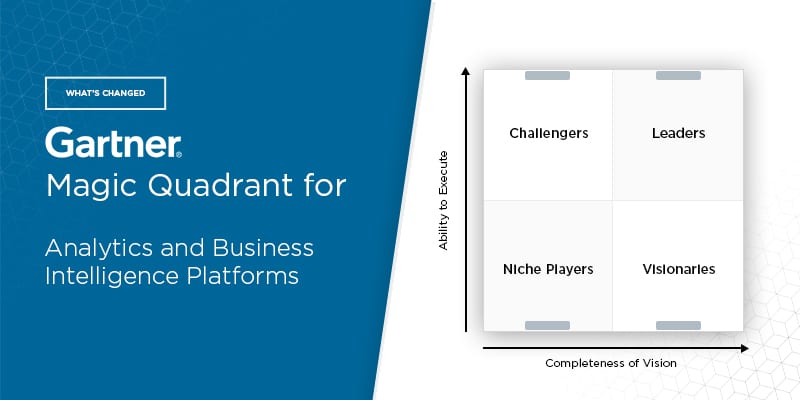 WHAT'S CHANGED
Gartner®
Magic Quadrant for
Analytics and Business
Intelligence Platforms
Ability to Execute
Challengers
Leaders
Niche Players
Visionaries
Completeness of Vision